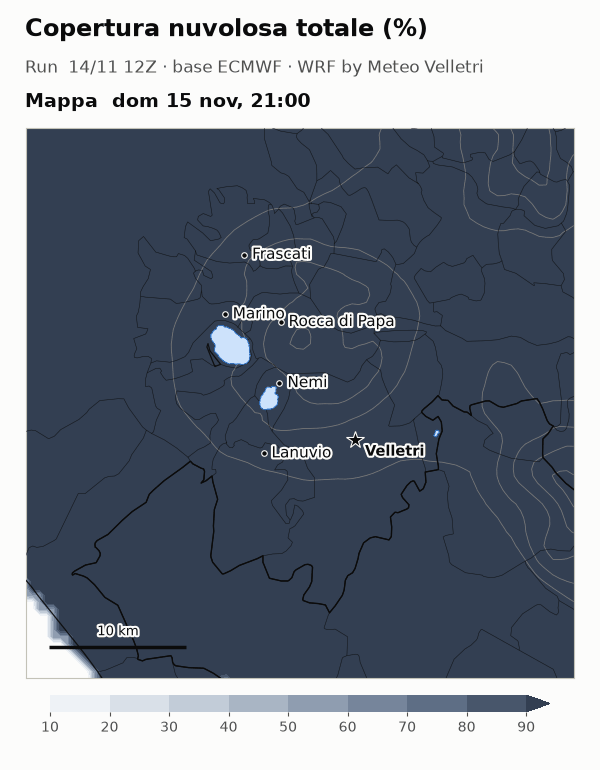 Copertura nuvolosa totale (%)
Run  14/11 12Z · base ECMWF · WRF by Meteo Velletri
Mappa  dom 15 nov, 21:00
Frascati
Marino
Rocca di Papa
Nemi
Velletri
Lanuvio
10 km
10 20 30 40 50 60 70 80 90